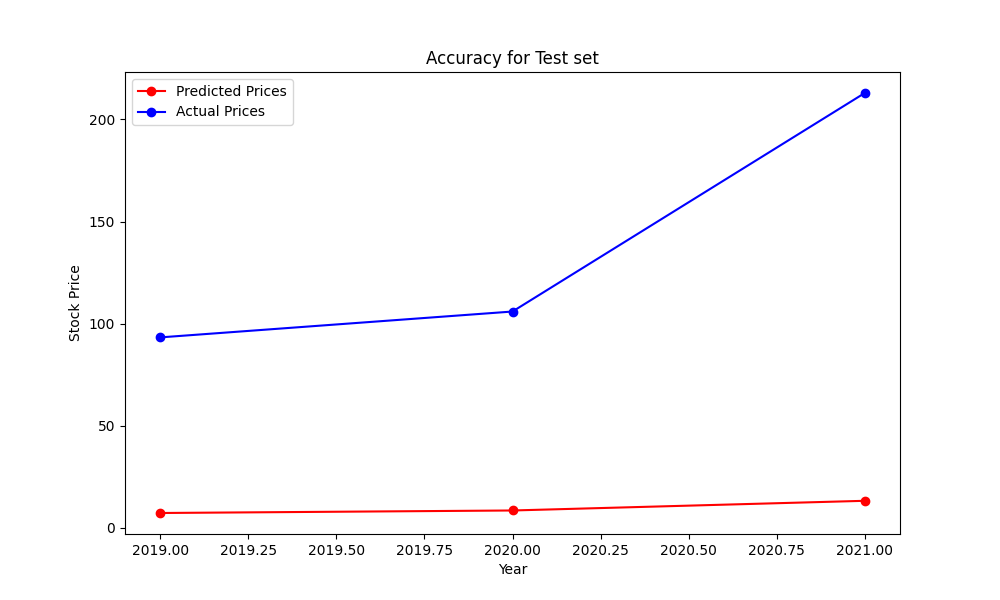 Accuracy for Test set
Predicted Prices
Actual Prices
200
150
100
50
0
Stock Price
2019.00 2019.25 2019.50 2019.75 2020.00 2020.25 2020.50 2020.75 2021.00
Year